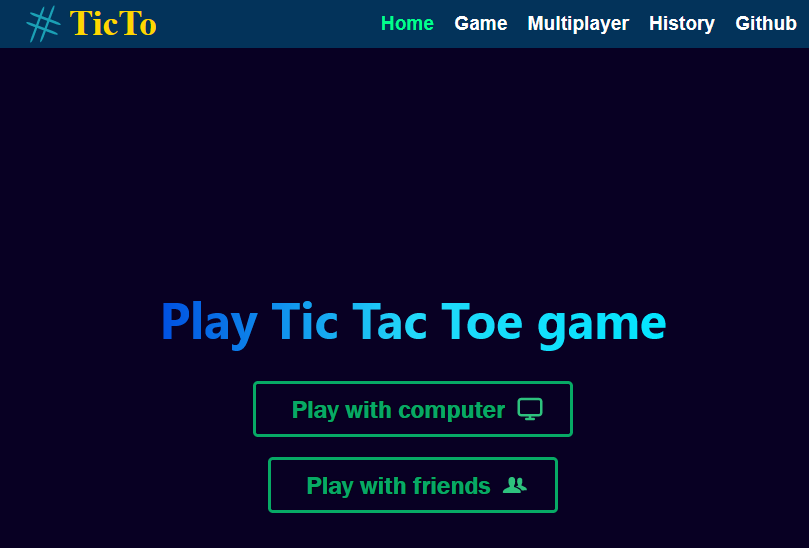 TicTo
Home Game Multiplayer History Github
Play Tic Tac Toe game
Play with computer
Play with friends